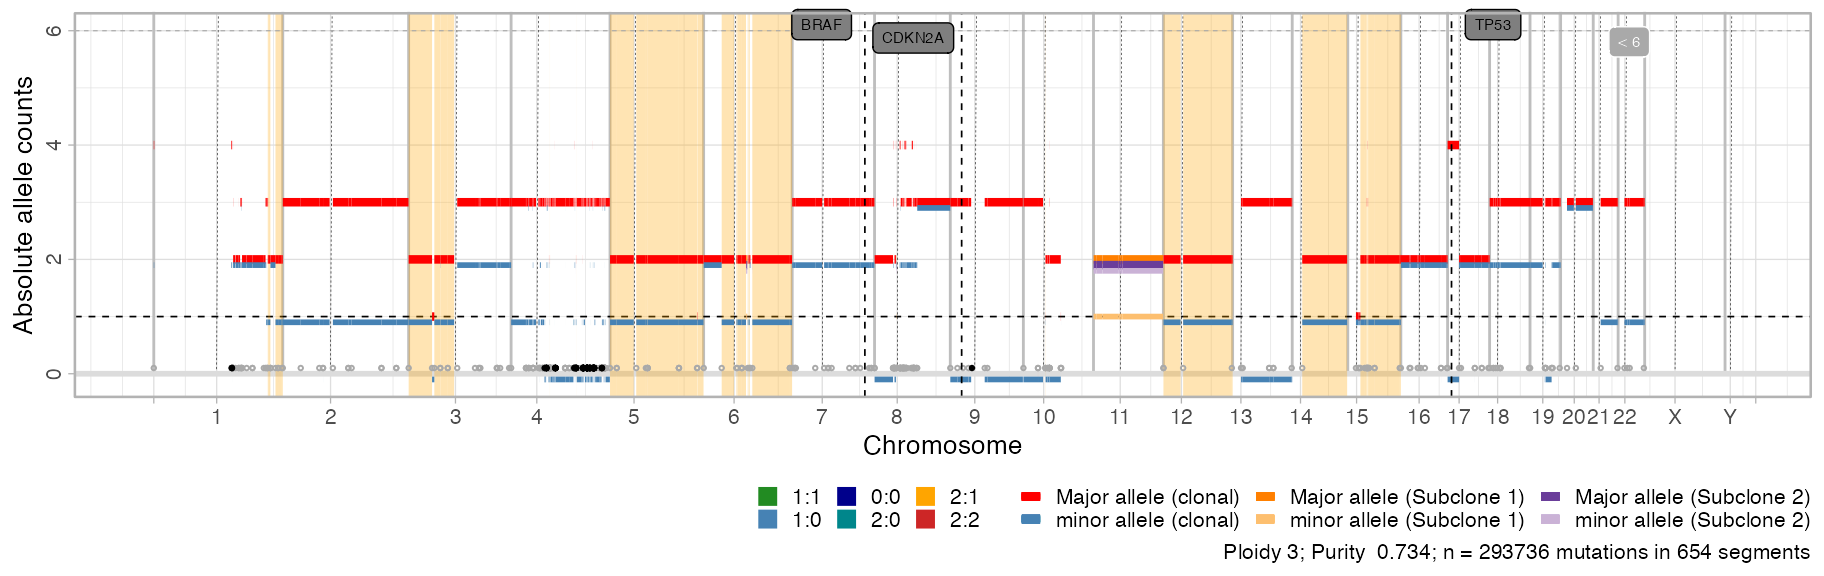 BRAF
CDKN2A
TP53
< 6
Absolute allele counts
6
4
2
0
1 2 3 4 5 6 7 8 9 10 11 12 13 14 15 16 17 18 19 20 21 22 X Y
Chromosome
1:1 0:0 2:1 Major allele (clonal) Major allele (Subclone 1) Major allele (Subclone 2)
1:0 2:0 2:2 minor allele (clonal) minor allele (Subclone 1) minor allele (Subclone 2)
Ploidy 3; Purity 0.734; n = 293736 mutations in 654 segments